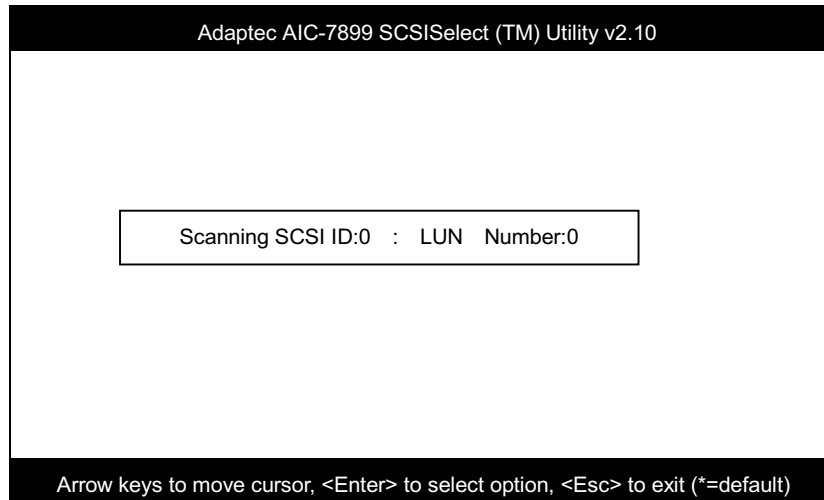 Adaptec AIC-7899 SCSISelect (TM) Utility v2.10
Scanning SCSI ID:0 : LUN Number:0
Arrow keys to move cursor, <Enter> to select option, <Esc> to exit (*=default)